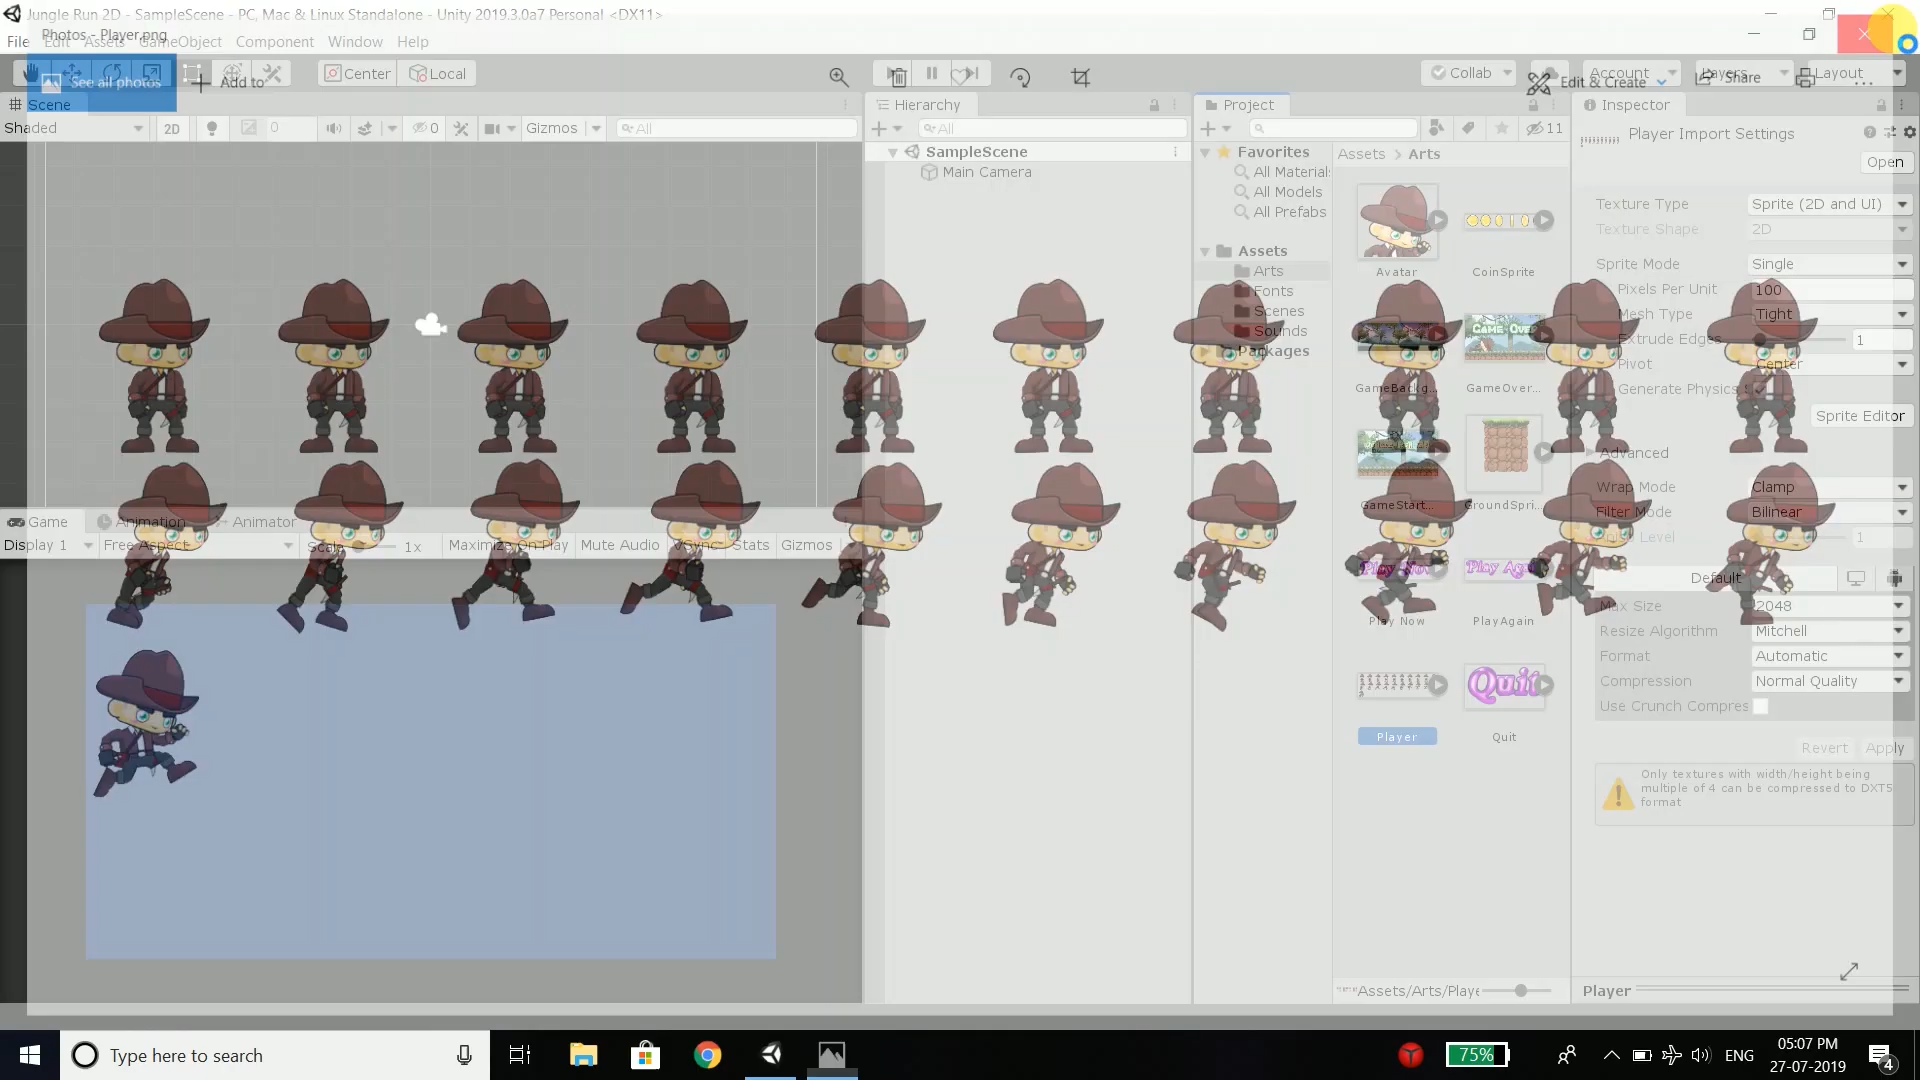 Jungle Run 2D - SampleScene - PC, Mac & Linux Standalone - Unity 2019.3.0a7 Personal <DX11>
Photos - Player.png
File Edit Assets GameObject Component Window Help
See all photos
Add to
Center
Local
Collab
Account
Layers
Layout
Edit & Create
Share
Scene
Shaded
2D
0
0
Gizmos
All
Hierarchy
All
SampleScene
Main Camera
Project
11
Favorites
All Material
All Models
All Prefabs
Assets
Arts
Fonts
Scenes
Sounds
Packages
Assets > Arts
Avatar
CoinSprite
GameBackg...
GameOver...
GameStart...
GroundSpri...
Play Now
PlayAgain
Player
Quit
Assets/Arts/Playe
Inspector
Player Import Settings
Open
Texture Type
Sprite (2D and UI)
Texture Shape
2D
Sprite Mode
Single
Pixels Per Unit
100
Mesh Type
Tight
Extrude Edges
1
Pivot
Center
Generate Physics
Sprite Editor
Advanced
Wrap Mode
Clamp
Filter Mode
Bilinear
Level
1
Default
Max Size
2048
Resize Algorithm
Mitchell
Format
Automatic
Compression
Normal Quality
Use Crunch Compres
Revert
Apply
Only textures with width/height being
multiple of 4 can be compressed to DXT5
format
Player
Game
Animation
Animator
Display 1
Free Aspect
Scale
1x
Maximize On Play
Mute Audio
VSync
Stats
Gizmos
Type here to search
75%
ENG
05:07 PM
27-07-2019
4